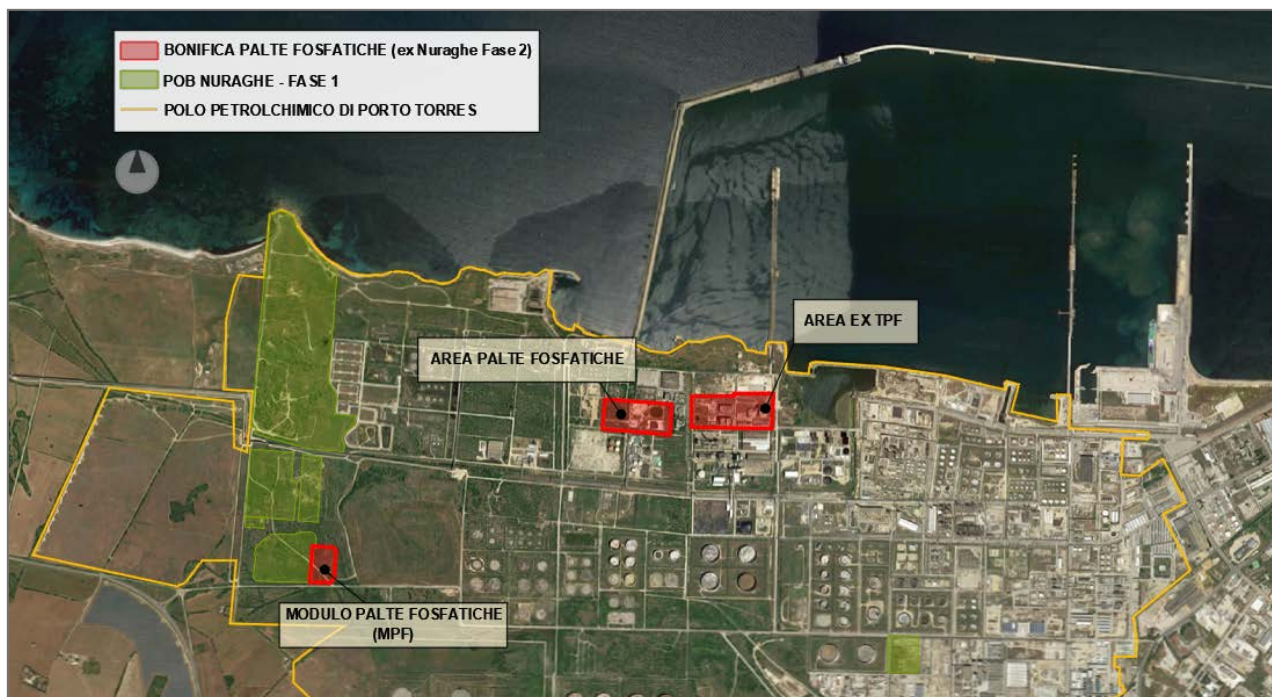 BONIFICA PALTE FOSFATICHE (ex Nuraghe Fase 2)
POB NURAGHE - FASE 1
POLO PETROLCHIMICO DI PORTO TORRES
AREA EX TPF
AREA PALTE FOSFATICHE
MODULO PALTE FOSFATICHE
(MPF)